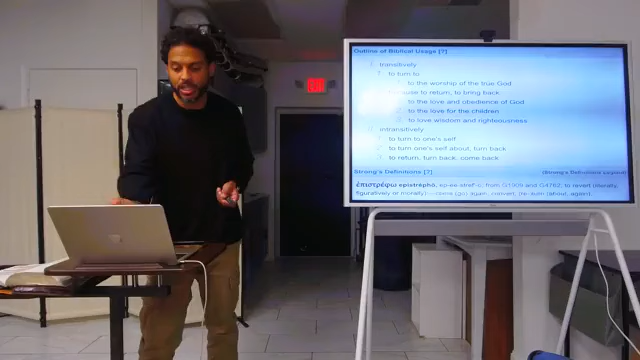 EXIT
Outline of Biblical Usage [?]
I. transitively
A. to turn to
to the worship of the true God
to cause to return, to bring back
to the love and obedience of God
to the love for the children
to love wisdom and righteousness
II. intransitively
to turn to one's self
to turn one's self about, turn back
to return, turn back, come back
Strong's Definitions [?] (Strong's Definitions Legend)
ἐπιστρέφω epistréphō, ep-ee-stref'-o; from G1909 and G4762; to revert (literally,
figuratively or morally):—come (go) again, convert, (re-)turn (about, again).